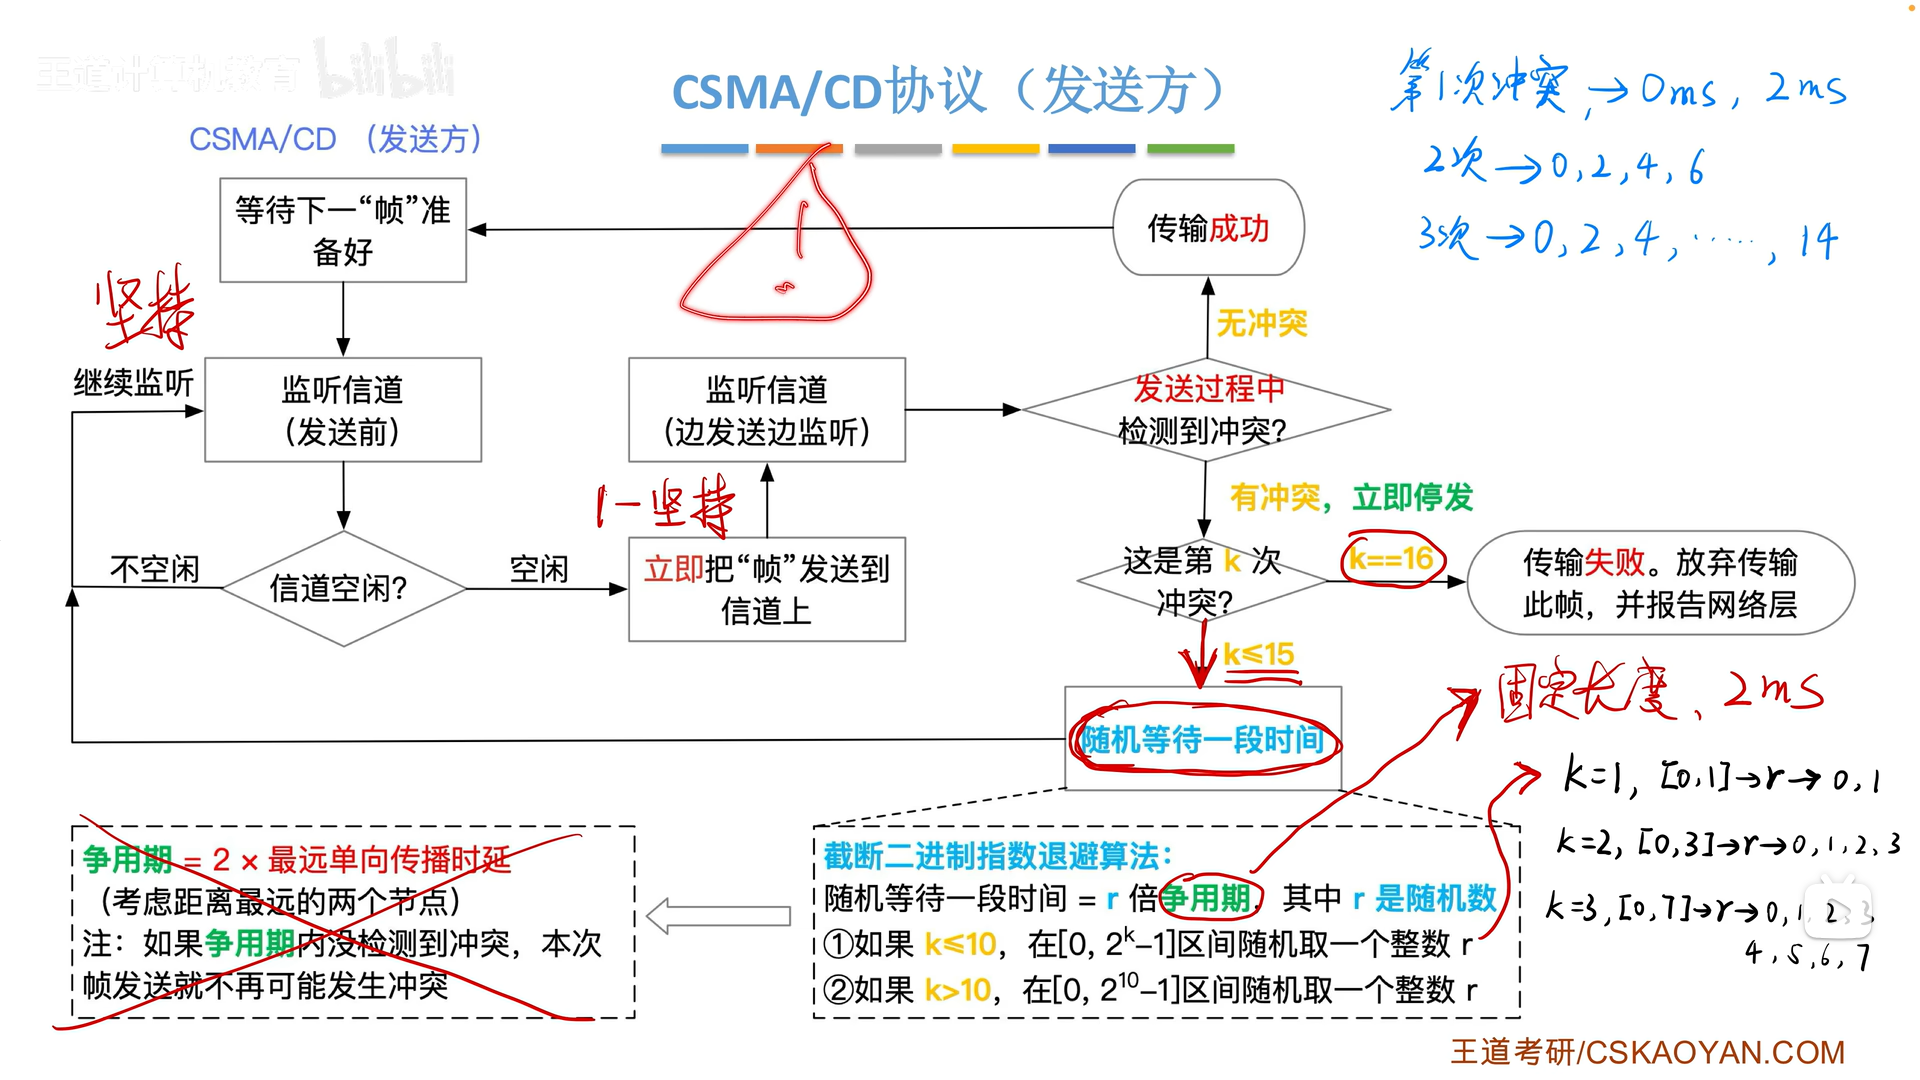 王道计算机教育 bilibili
CSMA/CD协议（发送方）
第1次冲突，→0ms，2ms
2次→0,2,4,6
3次→0,2,4,……,14
CSMA/CD （发送方）
等待下一“帧”准
备好
传输成功
无冲突
坚持
继续监听
监听信道
（发送前）
监听信道
（边发送边监听）
发送过程中
检测到冲突？
1-坚持
有冲突，立即停发
不空闲
信道空闲？
空闲
立即把“帧”发送到
信道上
这是第 k 次
冲突？
k==16
传输失败。放弃传输
此帧，并报告网络层
k≤15
随机等待一段时间
固定长度、2ms
k=1, [0,1]→r→0,1
k=2, [0,3]→r→0,1,2,3
k=3,[0,7]→r→0,1,2,3
4,5,6,7
争用期 = 2 × 最远单向传播时延
（考虑距离最远的两个节点）
注：如果争用期内没检测到冲突，本次
帧发送就不再可能发生冲突
截断二进制指数退避算法：
随机等待一段时间 = r 倍争用期，其中 r 是随机数
①如果 k≤10，在[0, 2^k–1]区间随机取一个整数 r
②如果 k>10，在[0, 2^10–1]区间随机取一个整数 r
王道考研/CSKAOYAN.COM